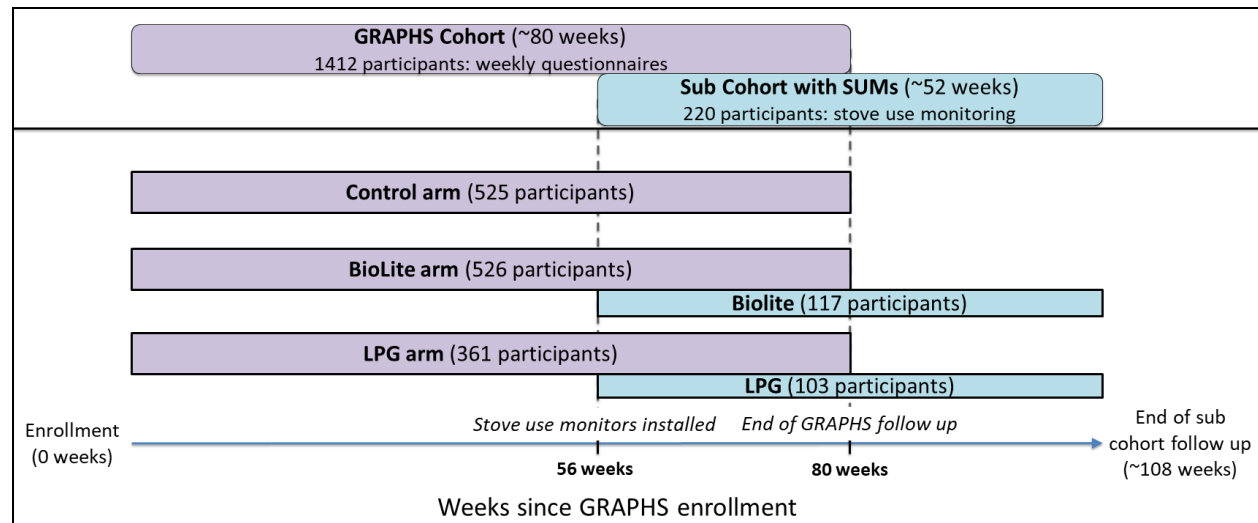 GRAPHS Cohort (~80 weeks)
1412 participants: weekly questionnaires
Sub Cohort with SUMs (~52 weeks)
220 participants: stove use monitoring
Control arm (525 participants)
BioLite arm (526 participants)
Biolite (117 participants)
LPG arm (361 participants)
LPG (103 participants)
Enrollment
(0 weeks)
Stove use monitors installed
End of GRAPHS follow up
End of sub
cohort follow up
(~108 weeks)
56 weeks
80 weeks
Weeks since GRAPHS enrollment